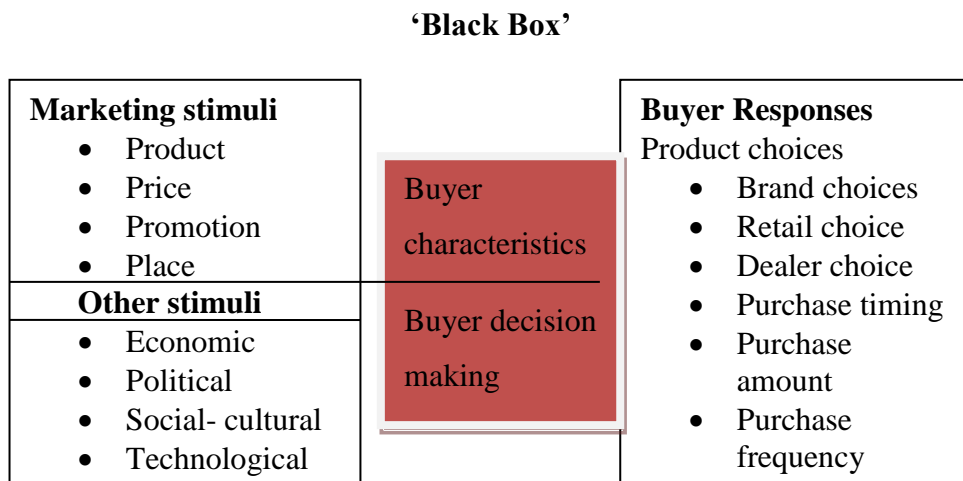 ‘Black Box’
Marketing stimuli
• Product
• Price
• Promotion
• Place
Other stimuli
• Economic
• Political
• Social- cultural
• Technological
Buyer
characteristics
Buyer decision
making
Buyer Responses
Product choices
• Brand choices
• Retail choice
• Dealer choice
• Purchase timing
• Purchase
amount
• Purchase
frequency